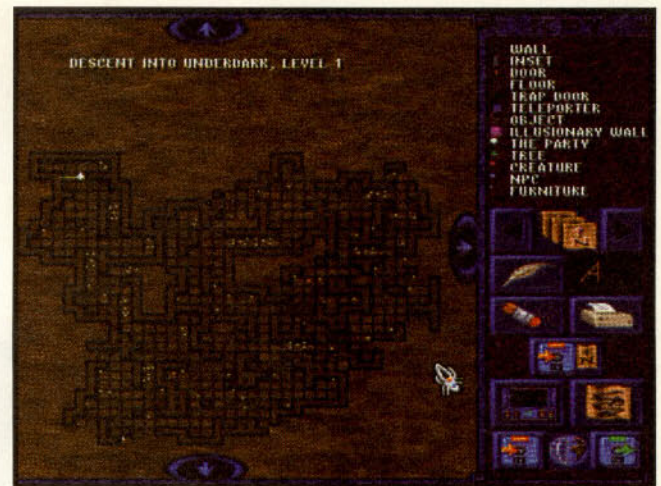 DESCENT INTO UNDERDARK, LEVEL 1
WALL
INSET
DOOR
FLOOR
TRAP DOOR
TELEPORTER
OBJECT
ILLUSIONARY WALL
THE PARTY
TREE
CREATURE
NPC
FURNITURE
A